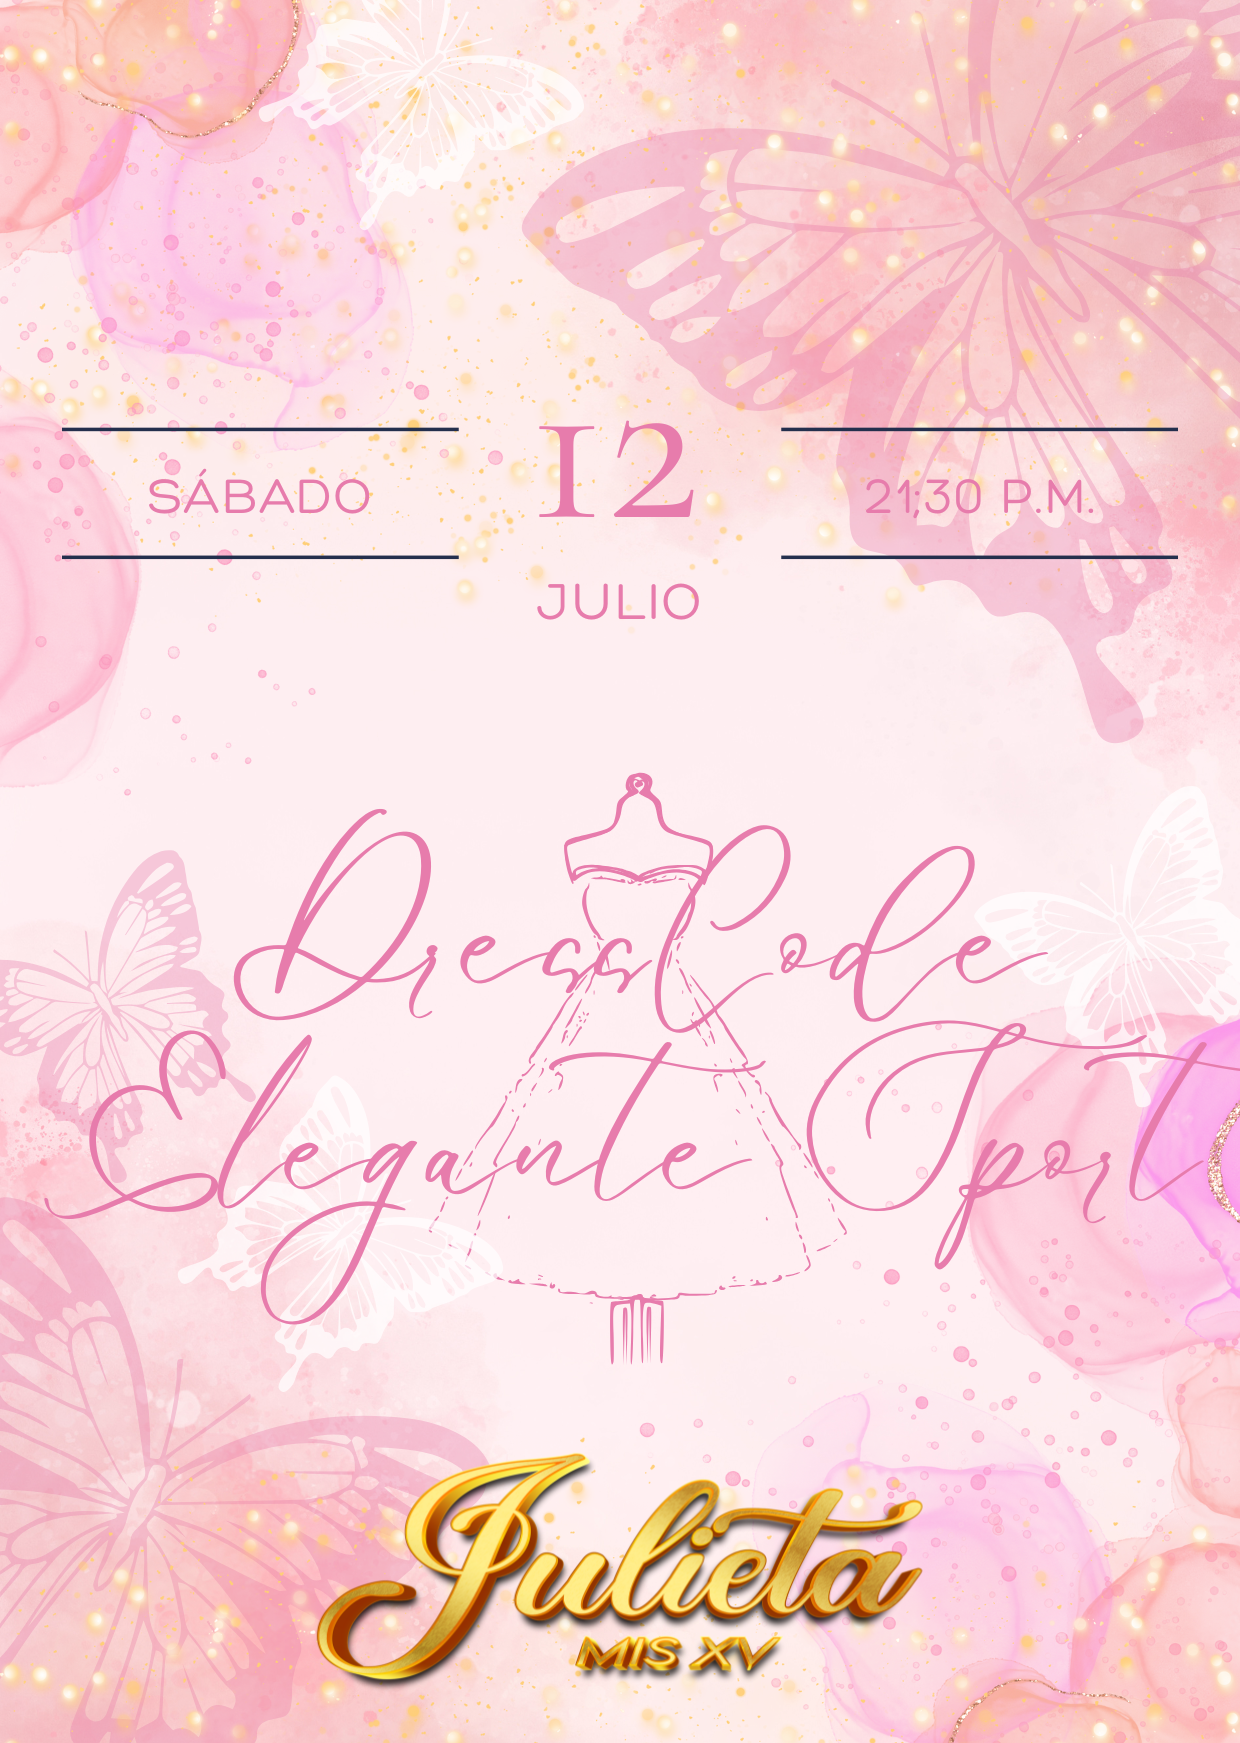 SÁBADO
12
21;30 P.M.
JULIO
Dress Code
Elegante Sport
Julieta
MIS XV